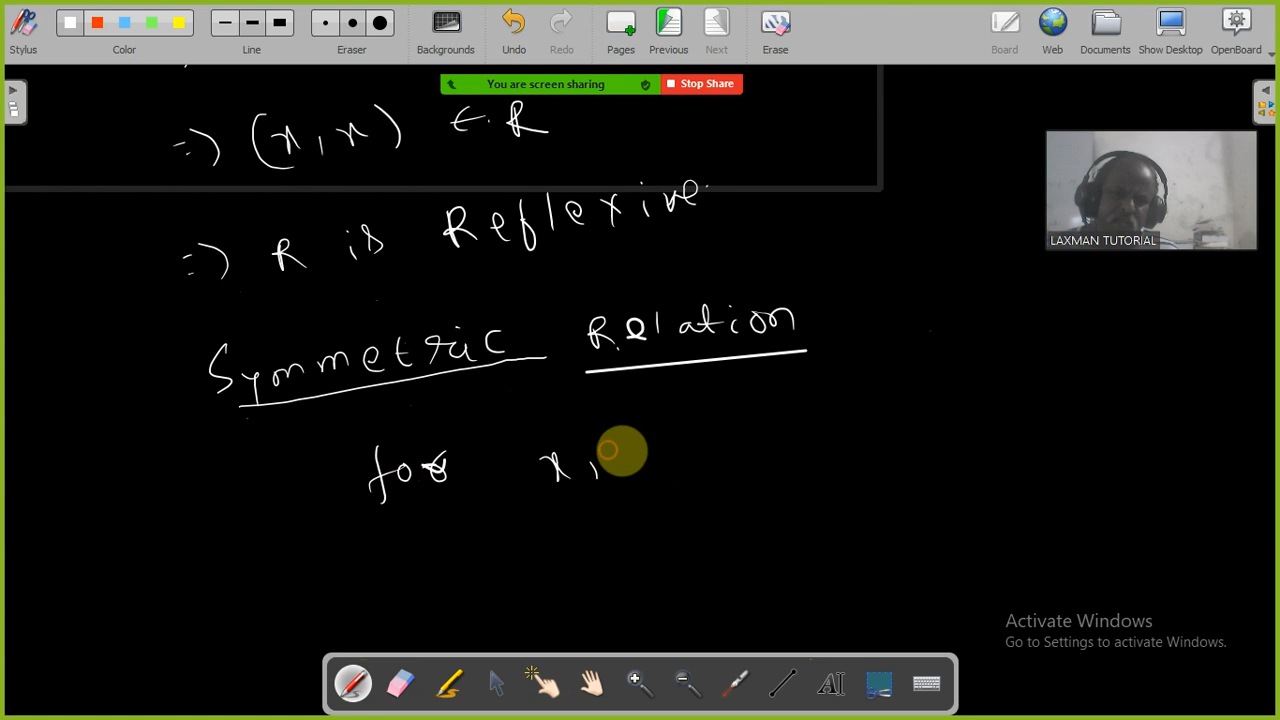 Stylus Color Line Eraser Backgrounds Undo Redo Pages Previous Next Erase Board Web Documents Show Desktop OpenBoard
You are screen sharing Stop Share
=> (x, x) ∈ R
LAXMAN TUTORIAL
=> R is Reflexive.
Symmetric Relation
for x,
Activate Windows
Go to Settings to activate Windows.